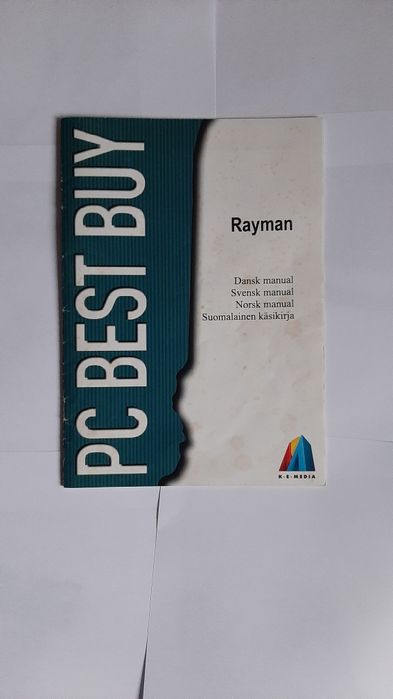 PC BEST BUY
Rayman
Dansk manual
Svensk manual
Norsk manual
Suomalainen käsikirja
K·E·MEDIA